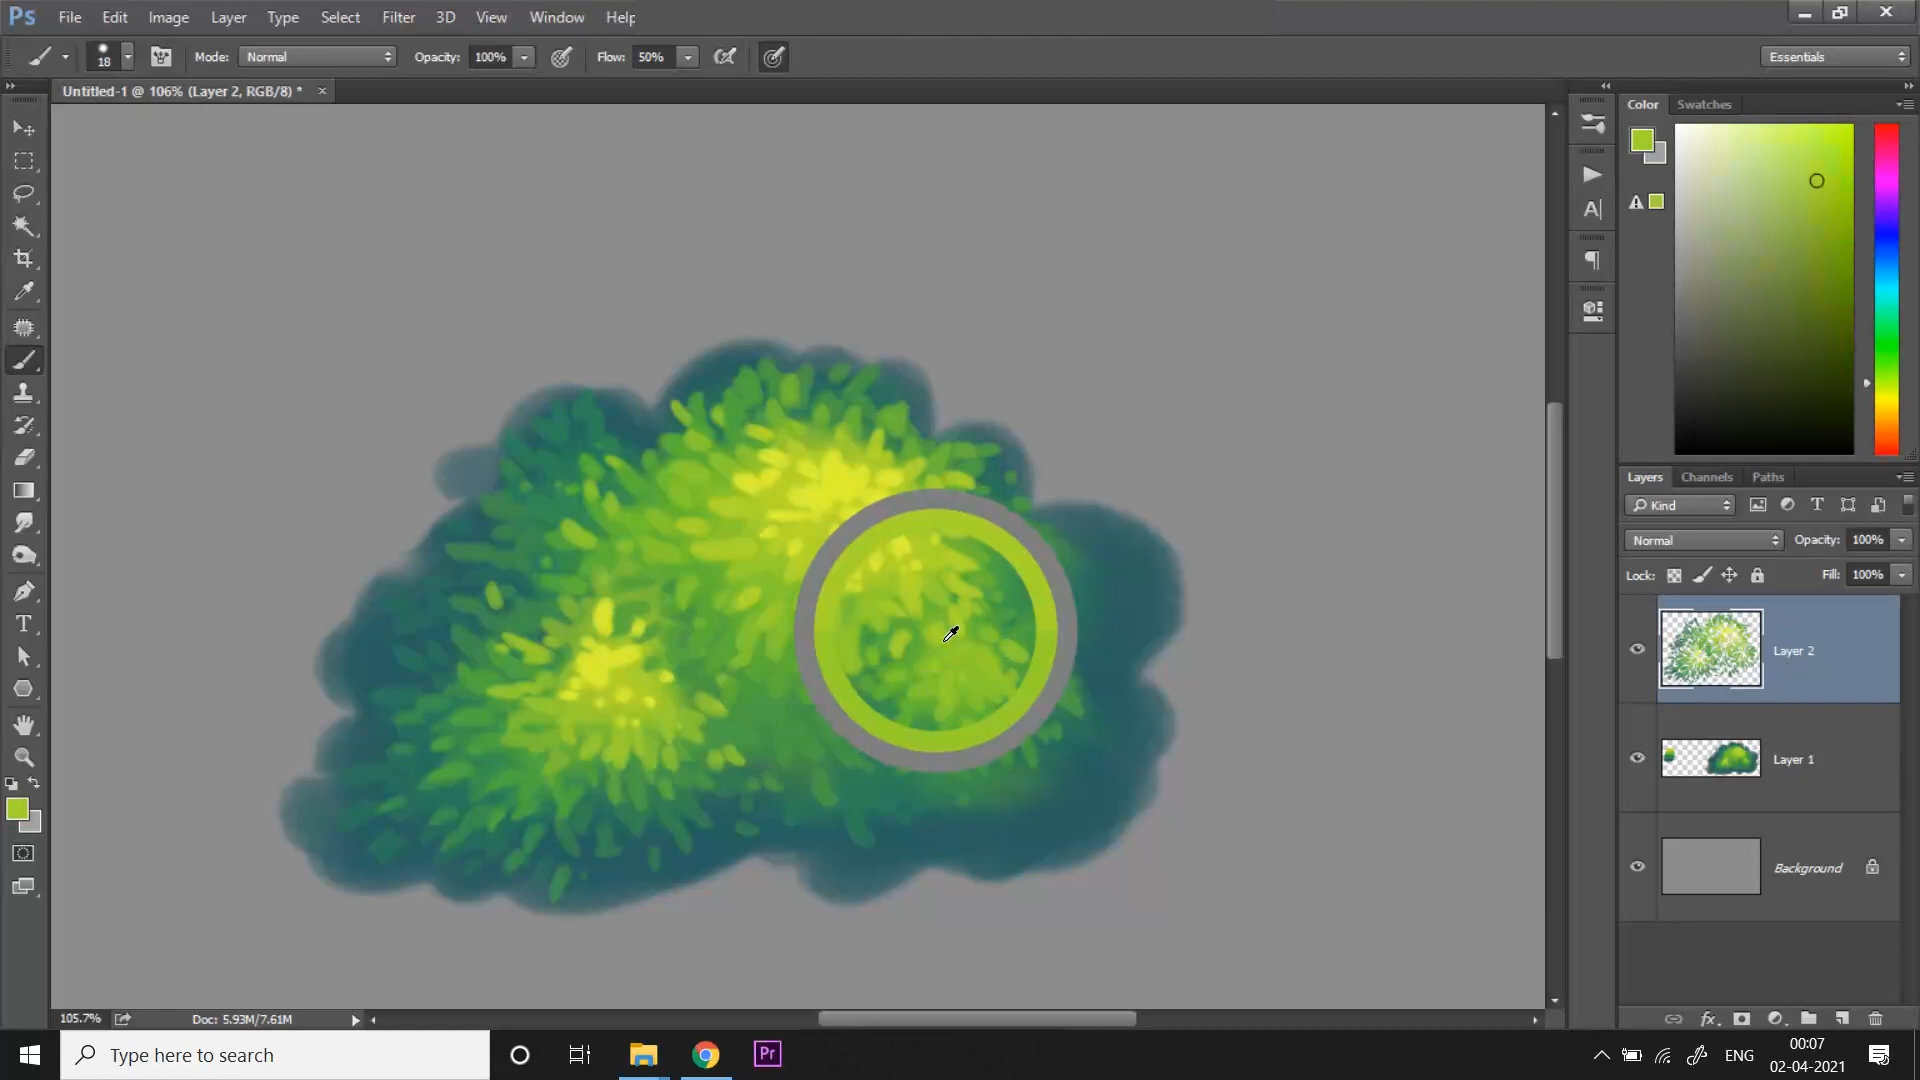 Ps File Edit Image Layer Type Select Filter 3D View Window Help
18 Mode: Normal Opacity: 100% Flow: 50% Essentials
Untitled-1 @ 106% (Layer 2, RGB/8) * ×
Color Swatches
Layers Channels Paths
Kind
Normal Opacity: 100%
Lock: Fill: 100%
Layer 2
Layer 1
Background
105.7% Doc: 5.93M/7.61M
Type here to search
Pr
ENG
00:07
02-04-2021